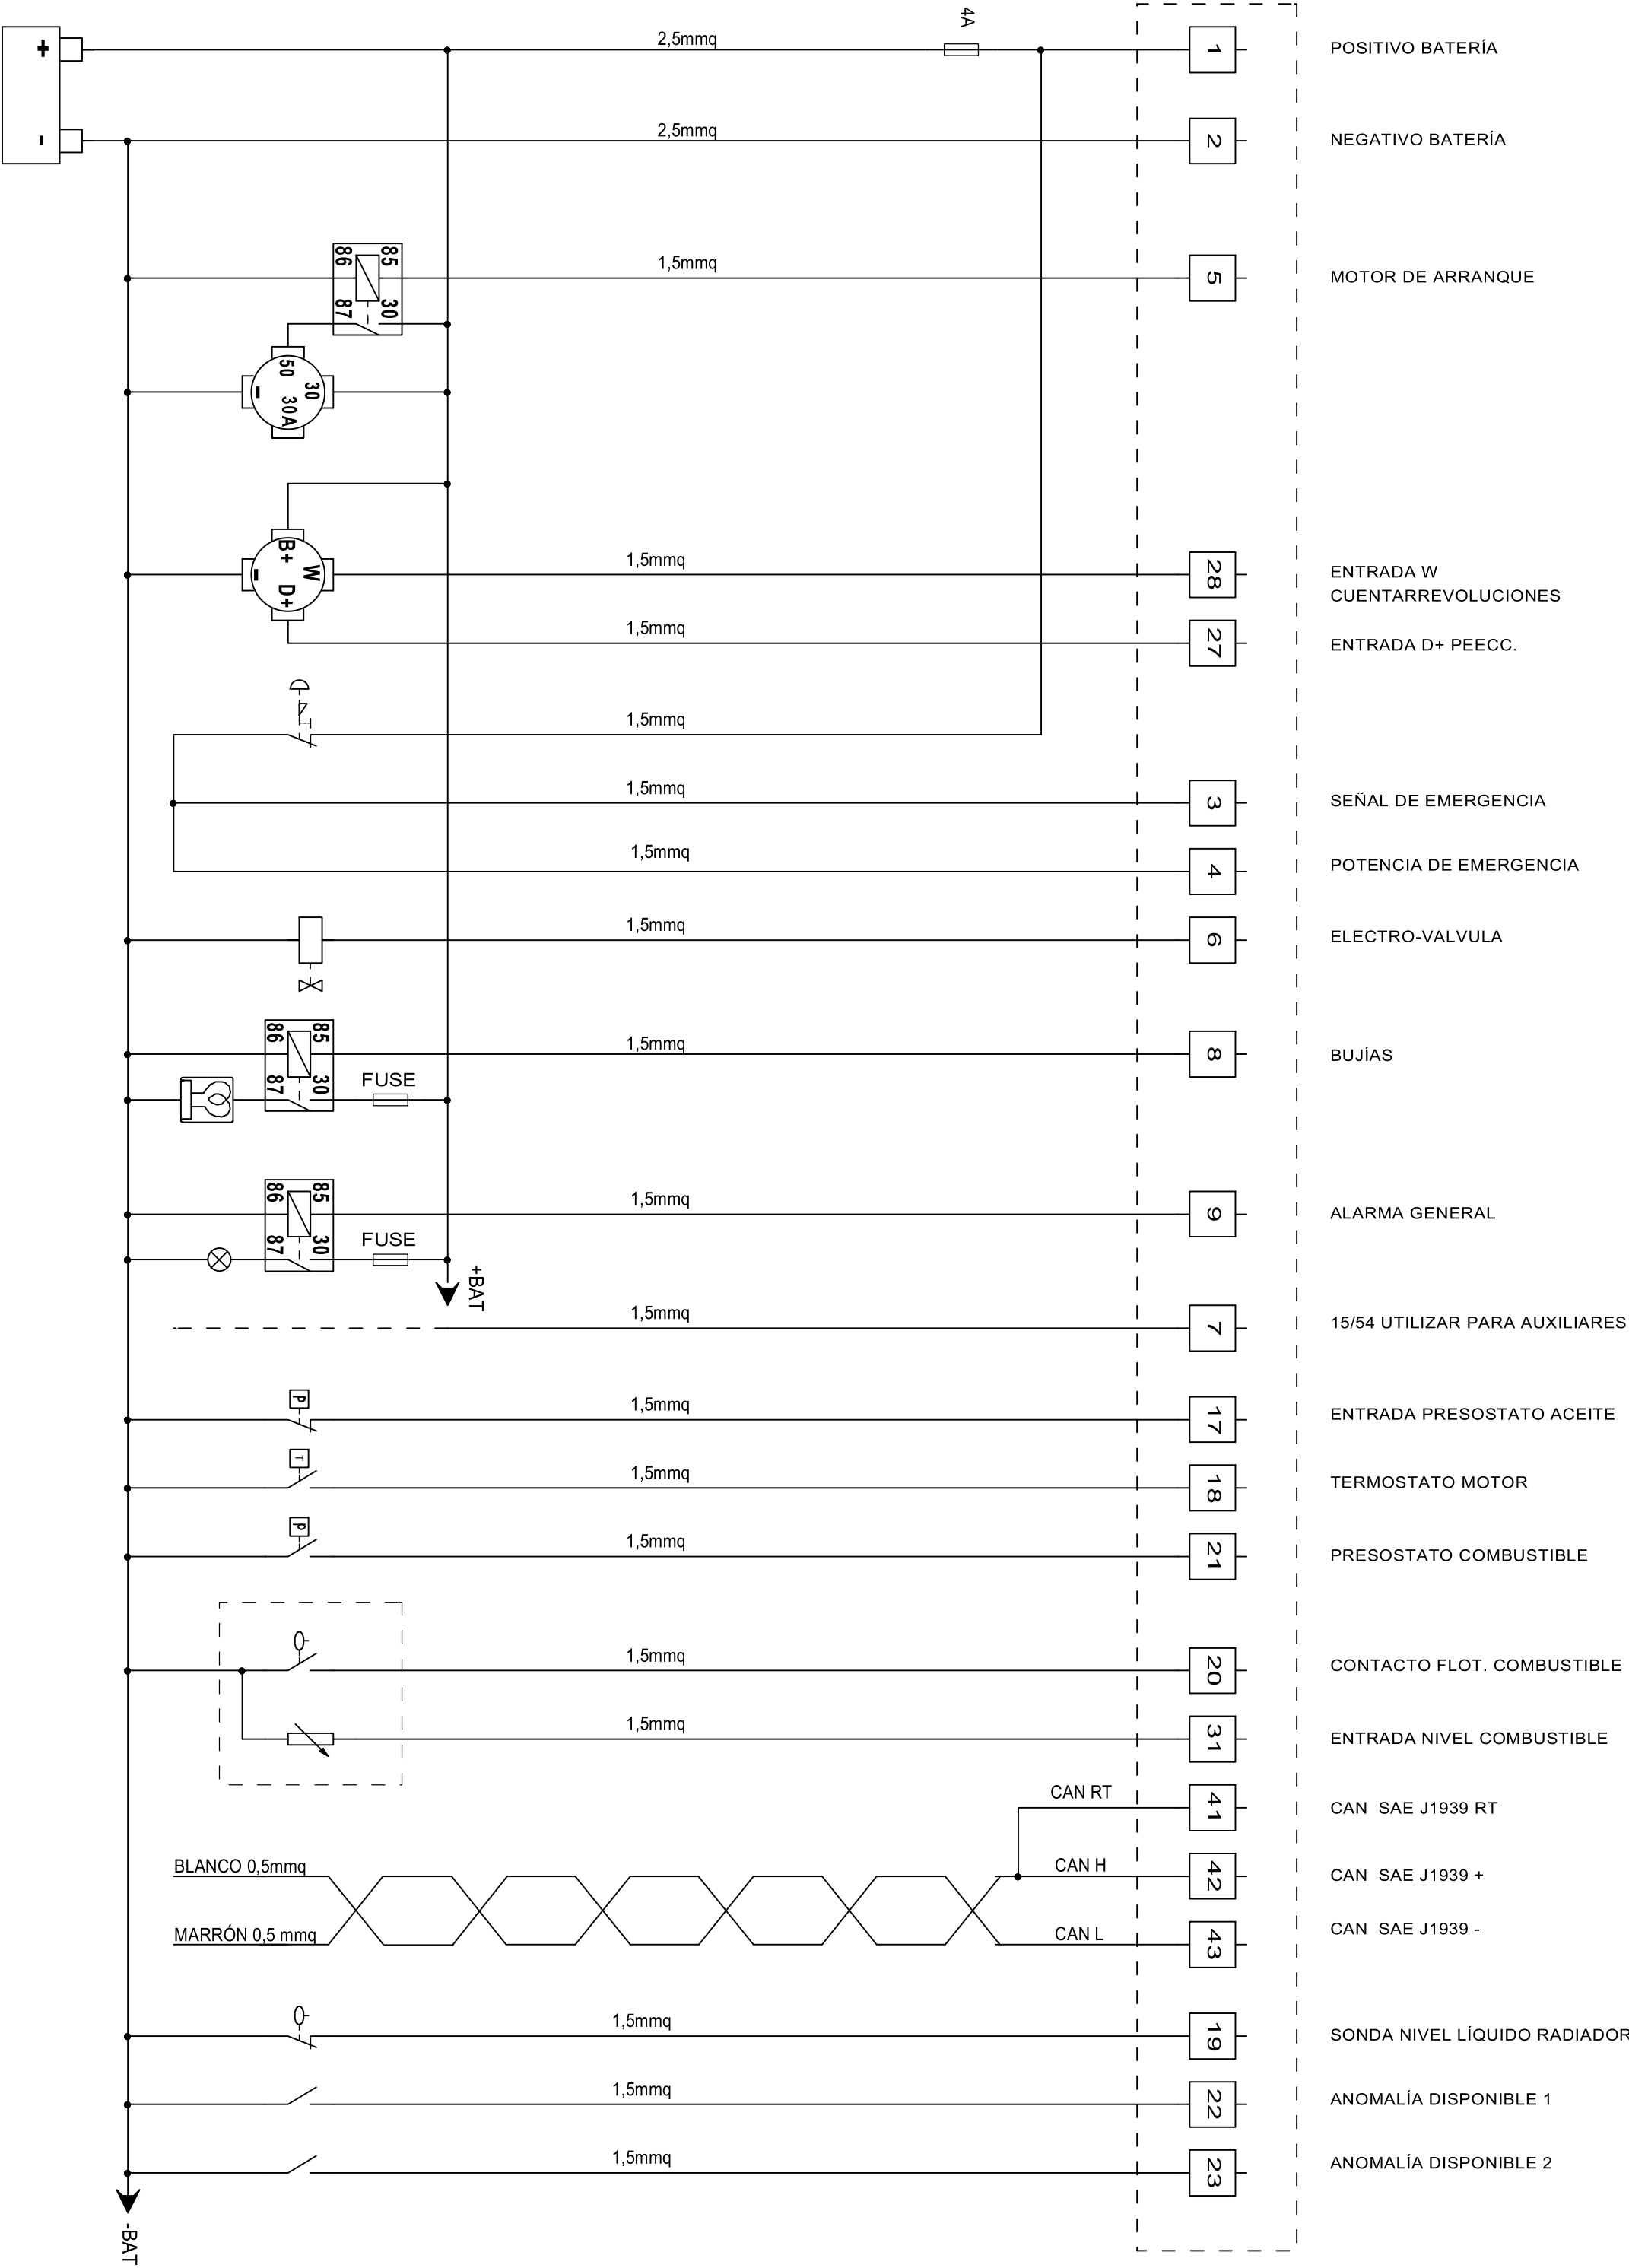 4A
+ 2,5mmq 1 POSITIVO BATERÍA
- 2,5mmq 2 NEGATIVO BATERÍA
86 85
1,5mmq 5 MOTOR DE ARRANQUE
87 30
50
- 30
30A
B+
- W 1,5mmq 28 ENTRADA W
CUENTARREVOLUCIONES
D+ 1,5mmq 27 ENTRADA D+ PEECC.
1,5mmq
1,5mmq 3 SEÑAL DE EMERGENCIA
1,5mmq 4 POTENCIA DE EMERGENCIA
1,5mmq 6 ELECTRO-VALVULA
86 85
1,5mmq 8 BUJÍAS
87 30 FUSE
86 85
1,5mmq 9 ALARMA GENERAL
87 30 FUSE
+BAT
1,5mmq 7 15/54 UTILIZAR PARA AUXILIARES
P 1,5mmq 17 ENTRADA PRESOSTATO ACEITE
T 1,5mmq 18 TERMOSTATO MOTOR
P 1,5mmq 21 PRESOSTATO COMBUSTIBLE
1,5mmq 20 CONTACTO FLOT. COMBUSTIBLE
1,5mmq 31 ENTRADA NIVEL COMBUSTIBLE
CAN RT 41 CAN SAE J1939 RT
BLANCO 0,5mmq CAN H 42 CAN SAE J1939 +
MARRÓN 0,5 mmq CAN L 43 CAN SAE J1939 -
1,5mmq 19 SONDA NIVEL LÍQUIDO RADIADOR
1,5mmq 22 ANOMALÍA DISPONIBLE 1
1,5mmq 23 ANOMALÍA DISPONIBLE 2
-BAT